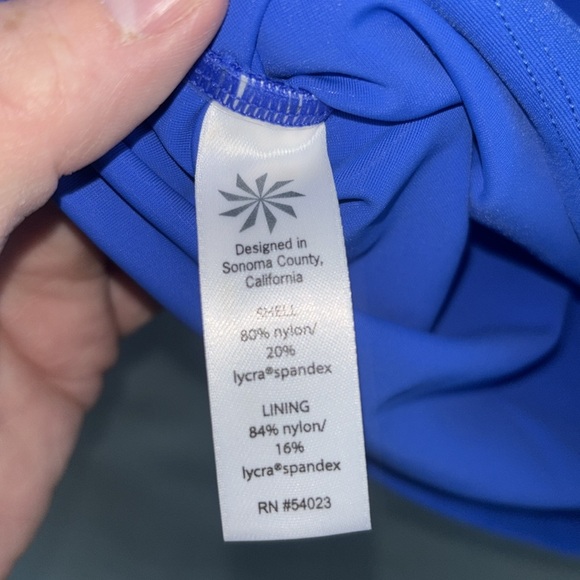 Designed in
Sonoma County,
California
SHELL
80% nylon/
20%
lycra®spandex
LINING
84% nylon/
16%
lycra®spandex
RN #54023